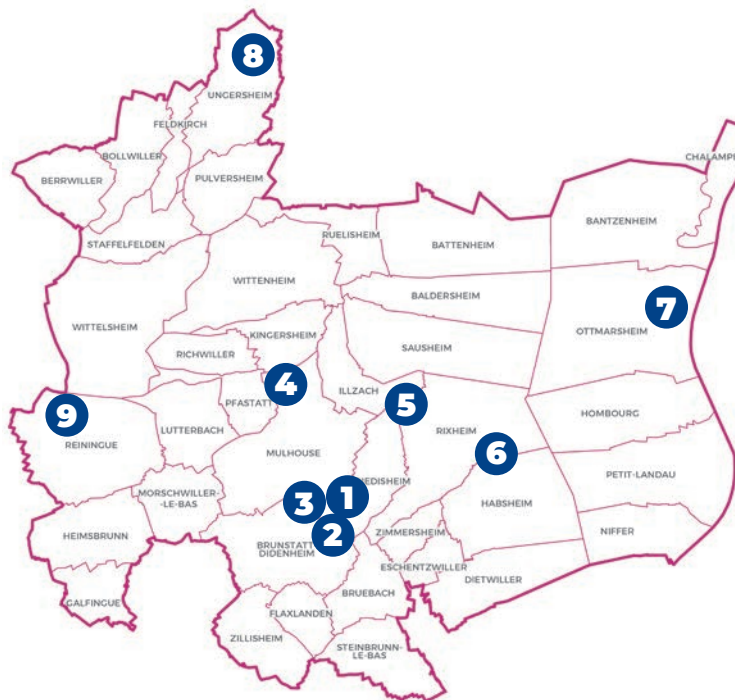 8
UNGERSHEIM
FELDKIRCH
BOLLWILLER
BERRWILLER
PULVERSHEIM
CHALAMPE
BANTZENHEIM
STAFFELFELDEN
RUELISHEIM
BATTENHEIM
WITTENHEIM
BALDERSHEIM
7
WITTELSHEIM
KINGERSHEIM
OTTMARSHEIM
RICHWILLER
SAUSHEIM
4
ILLZACH
5
PFASTATT
9
HOMBOURG
REININGUE
LUTTERBACH
RIXHEIM
MULHOUSE
6
PETIT-LANDAU
MORSCHWILLER
-LE-BAS
3
1
EDISHEIM
HABSHEIM
HEIMSBRUNN
2
ZIMMERSHEIM
NIFFER
BRUNSTATT
DIDENHEIM
ESCHENTZWILLER
DIETWILLER
GALFINGUE
BRUEBACH
FLAXLANDEN
ZILLISHEIM
STEINBRUNN-
LE-BAS